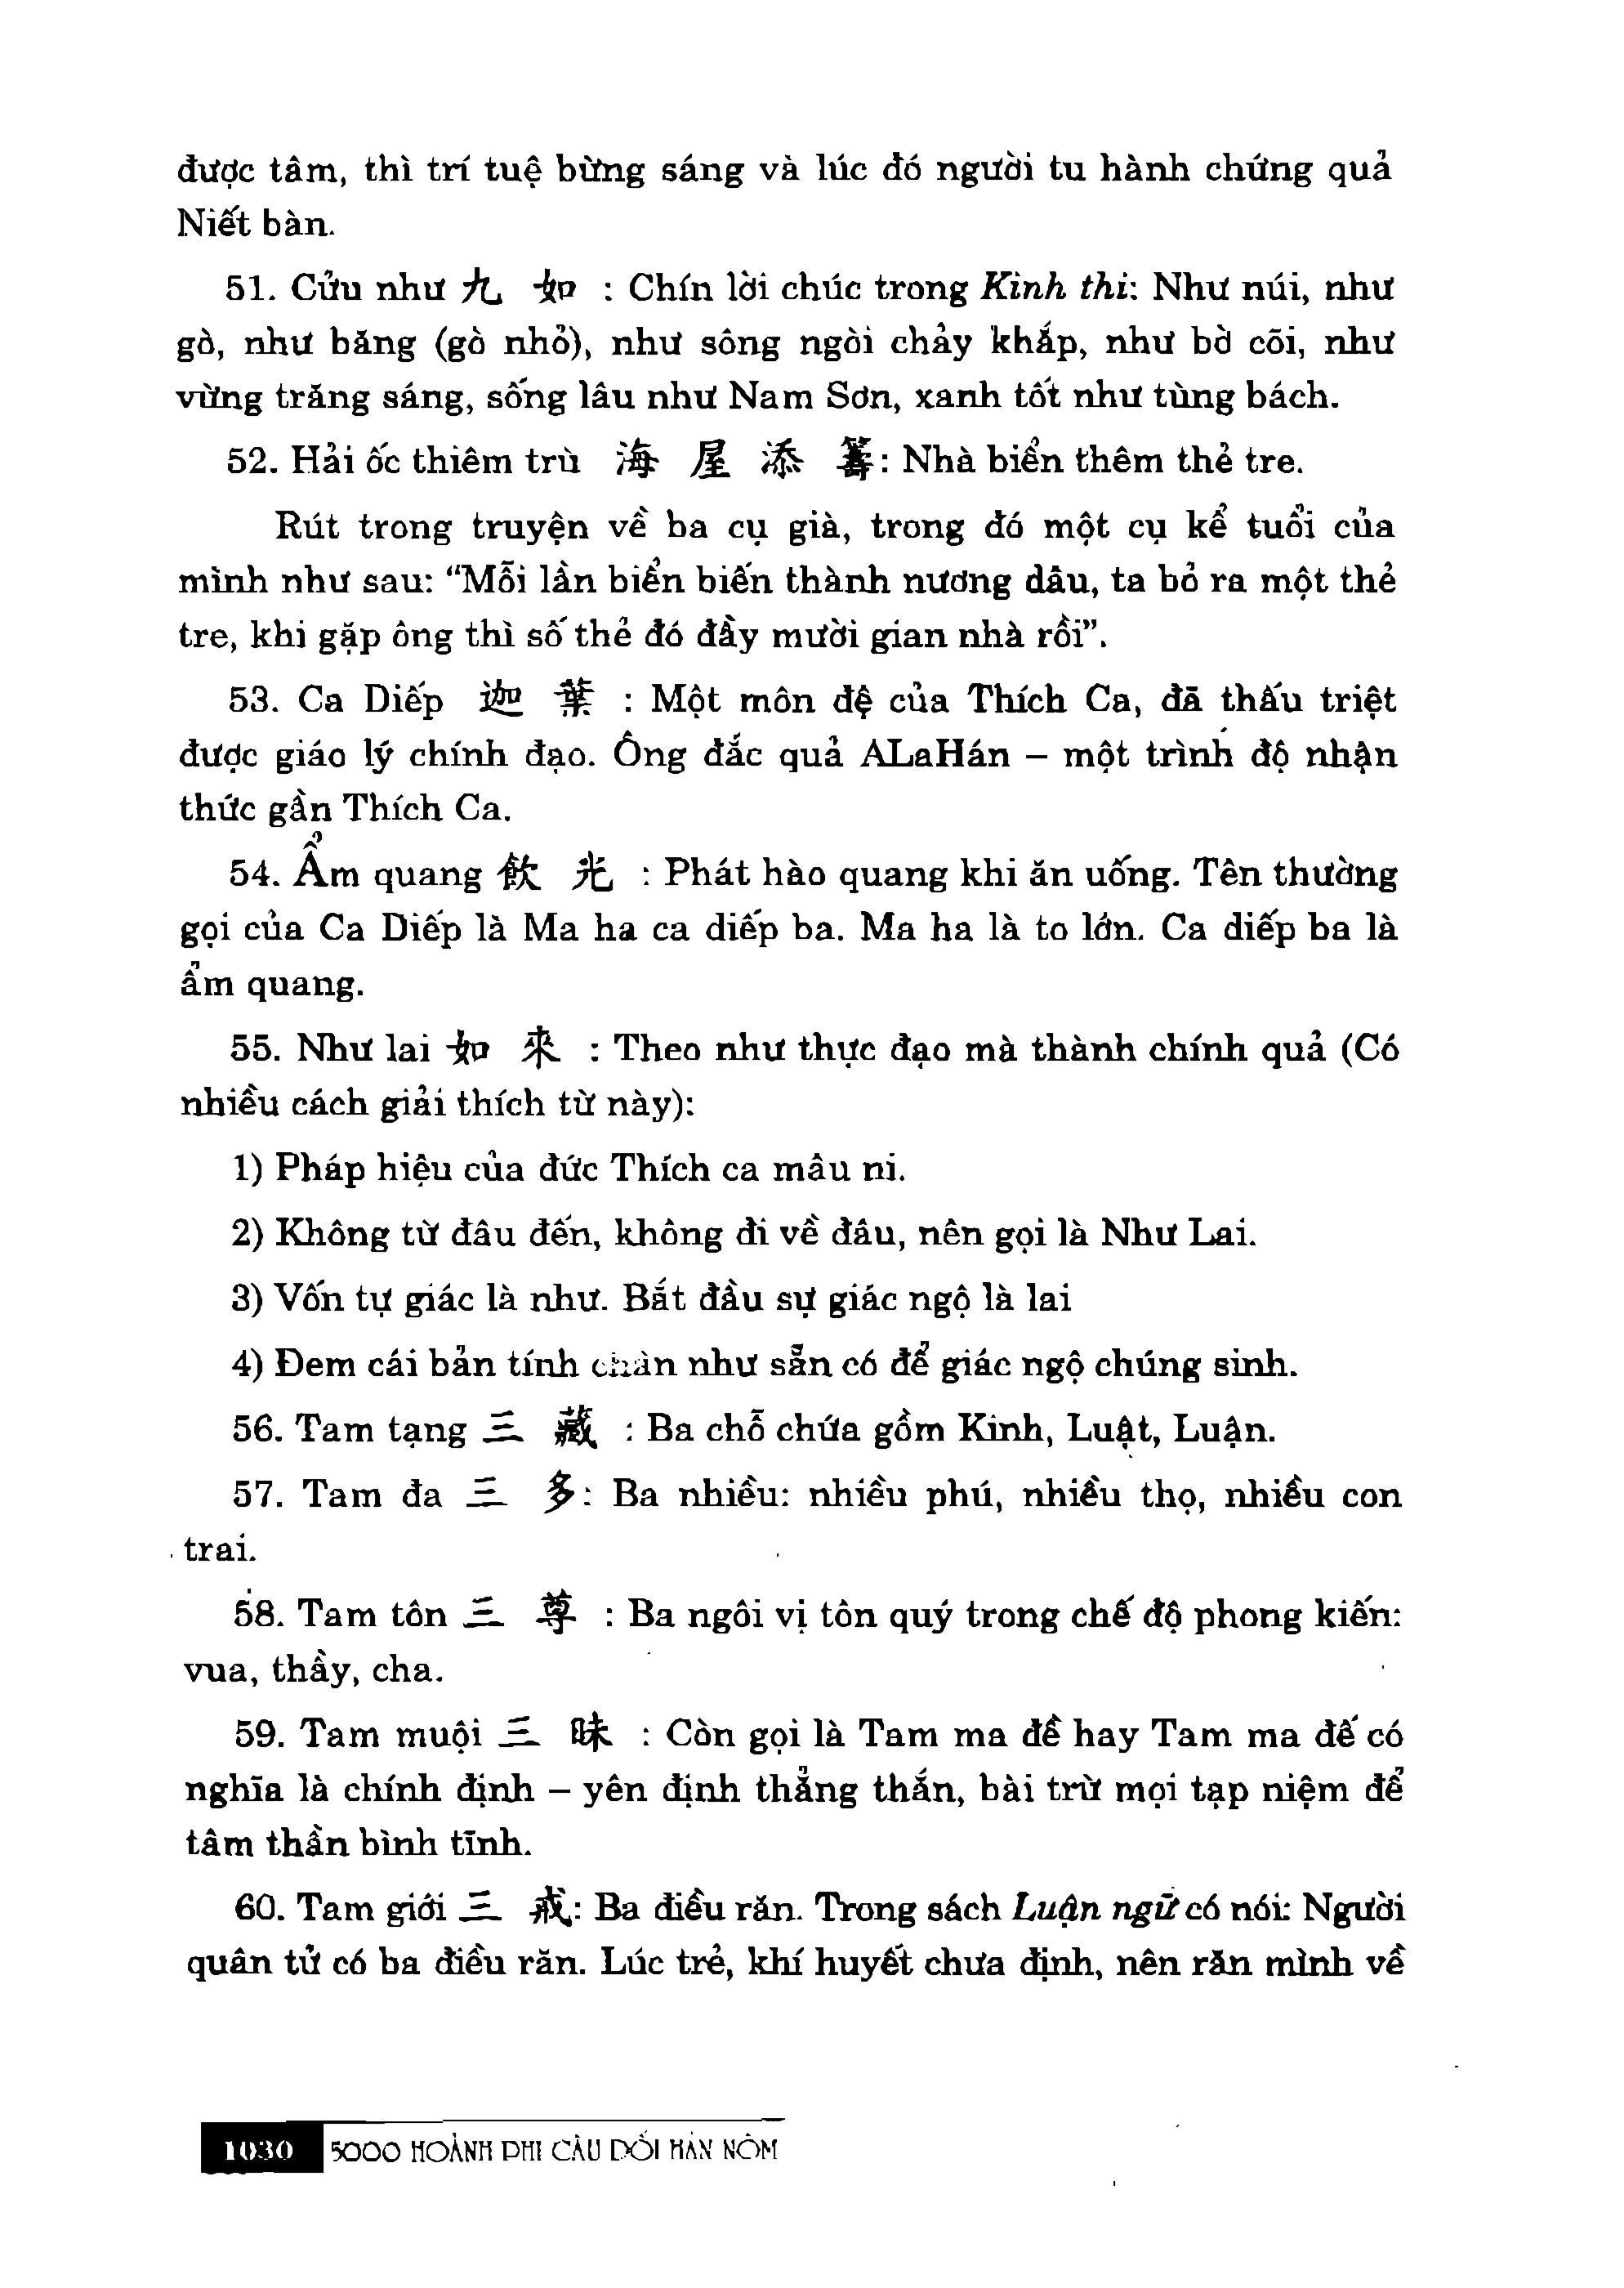 được tâm, thì trí tuệ bừng sáng và lúc đó người tu hành chứng quả
Niết bàn.
51. Cửu như 九 如 : Chín lời chúc trong Kinh thi: Như núi, như
gò, như băng (gò nhỏ), như sông ngòi chảy khắp, như bờ cõi, như
vừng trăng sáng, sống lâu như Nam Sơn, xanh tốt như tùng bách.
52. Hải ốc thiêm trù 海 屋 添 籌: Nhà biển thêm thẻ tre.
Rút trong truyện về ba cụ già, trong đó một cụ kể tuổi của
mình như sau: “Mỗi lần biển biến thành nương dâu, ta bỏ ra một thẻ
tre, khi gặp ông thì số thẻ đó đầy mười gian nhà rồi”.
53. Ca Diếp 迦 葉 : Một môn đệ của Thích Ca, đã thấu triệt
được giáo lý chính đạo. Ông đắc quả ALaHán – một trình độ nhận
thức gần Thích Ca.
54. Ẩm quang 飲 光 : Phát hào quang khi ăn uống. Tên thường
gọi của Ca Diếp là Ma ha ca diếp ba. Ma ha là to lớn. Ca diếp ba là
ẩm quang.
55. Như lai 如 來 : Theo như thực đạo mà thành chính quả (Có
nhiều cách giải thích từ này):
1) Pháp hiệu của đức Thích ca mâu ni.
2) Không từ đâu đến, không đi về đâu, nên gọi là Như Lai.
3) Vốn tự giác là như. Bắt đầu sự giác ngộ là lai
4) Đem cái bản tính chân như sẵn có để giác ngộ chúng sinh.
56. Tam tạng 三 藏 : Ba chỗ chứa gồm Kinh, Luật, Luận.
57. Tam đa 三 多: Ba nhiều: nhiều phú, nhiều thọ, nhiều con
trai.
58. Tam tôn 三 尊 : Ba ngôi vị tôn quý trong chế độ phong kiến:
vua, thầy, cha.
59. Tam muội 三 昧 : Còn gọi là Tam ma đề hay Tam ma đế có
nghĩa là chính định – yên định thẳng thắn, bài trừ mọi tạp niệm để
tâm thần bình tĩnh.
60. Tam giới 三 戒: Ba điều răn. Trong sách Luận ngữ có nói: Người
quân tử có ba điều răn. Lúc trẻ, khí huyết chưa định, nên răn mình về
1030 5000 HOÀNH PHI CÂU ĐỐI HÁN NÔM